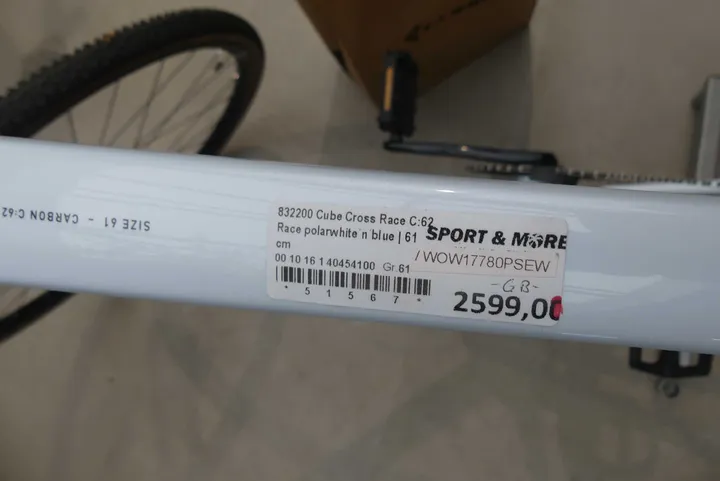 SIZE 61 - CARBON C:62
832200 Cube Cross Race C:62
Race polarwhite´n´blue | 61
cm
SPORT & MORE
/WOW17780PSEW
00 10 16 1 40454100 Gr.61
-GB-
* 5 1 5 6 7 *
2599,00